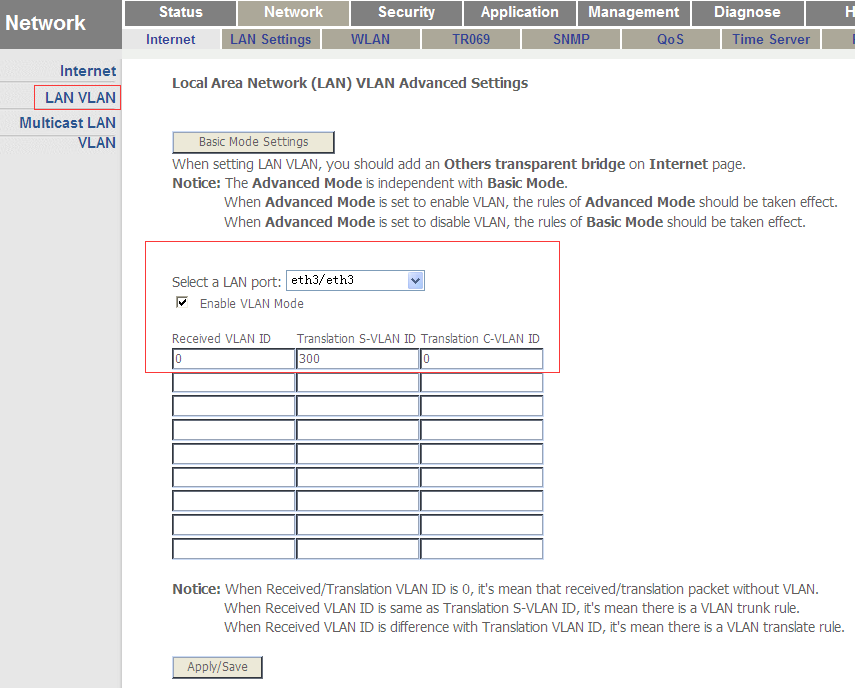 Network
Status Network Security Application Management Diagnose H
Internet LAN Settings WLAN TR069 SNMP QoS Time Server
Internet
LAN VLAN
Multicast LAN
VLAN
Local Area Network (LAN) VLAN Advanced Settings
Basic Mode Settings
When setting LAN VLAN, you should add an Others transparent bridge on Internet page.
Notice: The Advanced Mode is independent with Basic Mode.
When Advanced Mode is set to enable VLAN, the rules of Advanced Mode should be taken effect.
When Advanced Mode is set to disable VLAN, the rules of Basic Mode should be taken effect.
Select a LAN port: eth3/eth3
Enable VLAN Mode
Received VLAN ID Translation S-VLAN ID Translation C-VLAN ID
0 300 0
Notice: When Received/Translation VLAN ID is 0, it's mean that received/translation packet without VLAN.
When Received VLAN ID is same as Translation S-VLAN ID, it's mean there is a VLAN trunk rule.
When Received VLAN ID is difference with Translation VLAN ID, it's mean there is a VLAN translate rule.
Apply/Save